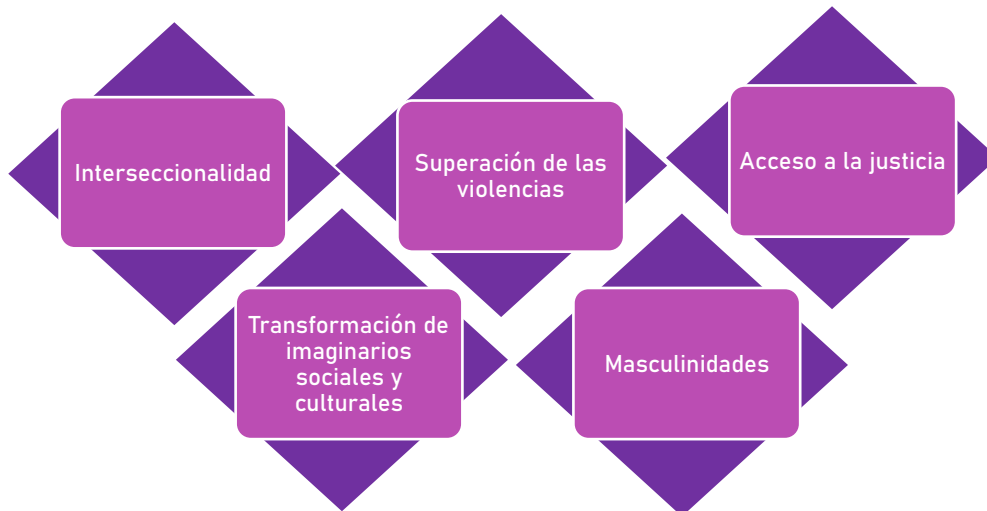 Interseccionalidad
Superación de las
violencias
Acceso a la justicia
Transformación de
imaginarios
sociales y
culturales
Masculinidades